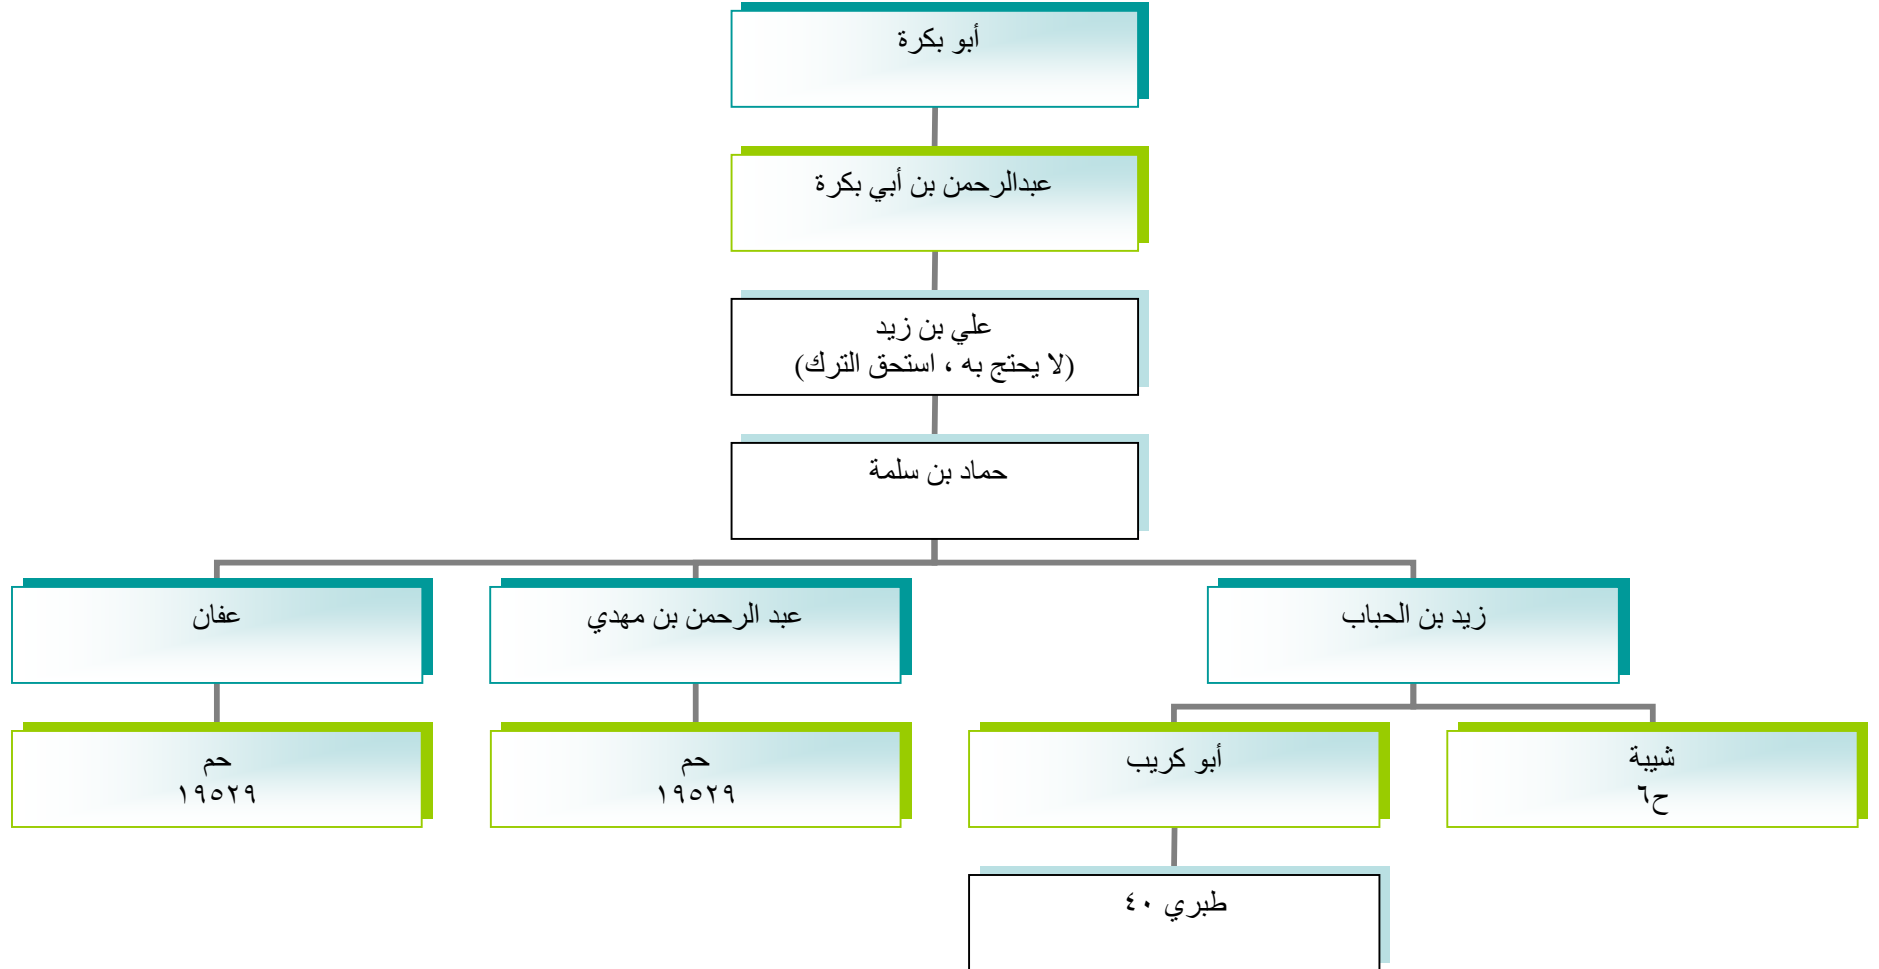 أبو بكرة
عبدالرحمن بن أبي بكرة
علي بن زيد
(لا يحتج به ، استحق الترك)
حماد بن سلمة
زيد بن الحباب
عبد الرحمن بن مهدي
عفان
شيبة
ح٦
أبو كريب
حم
١٩٥٢٩
حم
١٩٥٢٩
طبري ٤٠